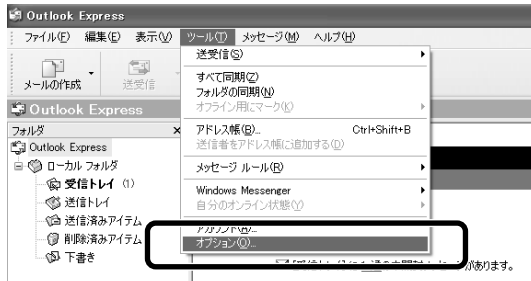 Outlook Express
ファイル(F) 編集(E) 表示(V) ツール(T) メッセージ(M) ヘルプ(H)
メールの作成 送受信
送受信(S)
すべて同期(Z)
フォルダの同期(N)
オフライン用にマーク(K)
アドレス帳(B)... Ctrl+Shift+B
送信者をアドレス帳に追加する(D)
メッセージ ルール(R)
Windows Messenger
自分のオンライン状態(Y)
アカウント(A)...
オプション(O)...
Outlook Express
フォルダ ×
Outlook Express
ローカル フォルダ
受信トレイ (1)
送信トレイ
送信済みアイテム
削除済みアイテム
下書き
があります。